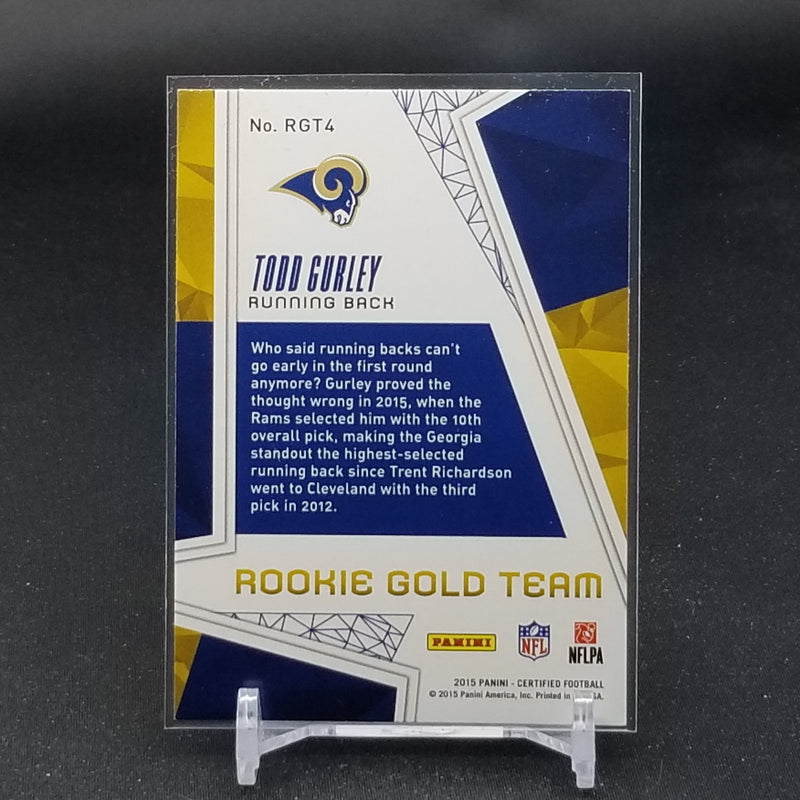 No. RGT4
TODD GURLEY
RUNNING BACK
Who said running backs can't
go early in the first round
anymore? Gurley proved the
thought wrong in 2015, when the
Rams selected him with the 10th
overall pick, making the Georgia
standout the highest-selected
running back since Trent Richardson
went to Cleveland with the third
pick in 2012.
ROOKIE GOLD TEAM
PANINI
NFL
NFLPA
2015 PANINI - CERTIFIED FOOTBALL
© 2015 Panini America, Inc. Printed in